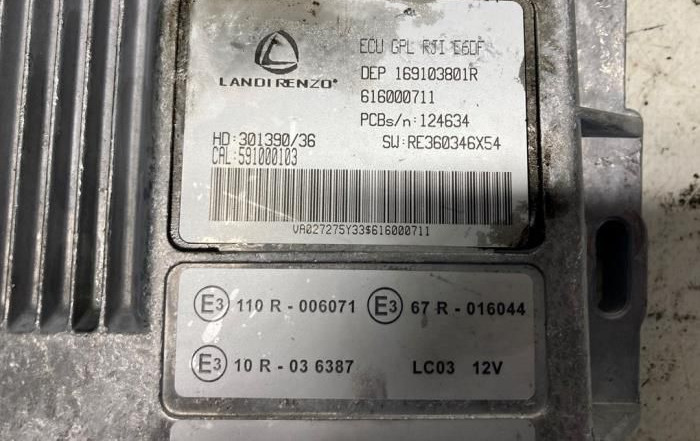 LANDIRENZO®
ECU GPL RJI E6DF
DEP 169103801R
616000711
PCBs/n:124634
HD:301390/36
SW:RE360346X54
CAL:591000103
VA027275Y33$616000711
E3 110 R - 006071 E3 67 R - 016044
E3 10 R - 03 6387 LC03 12V